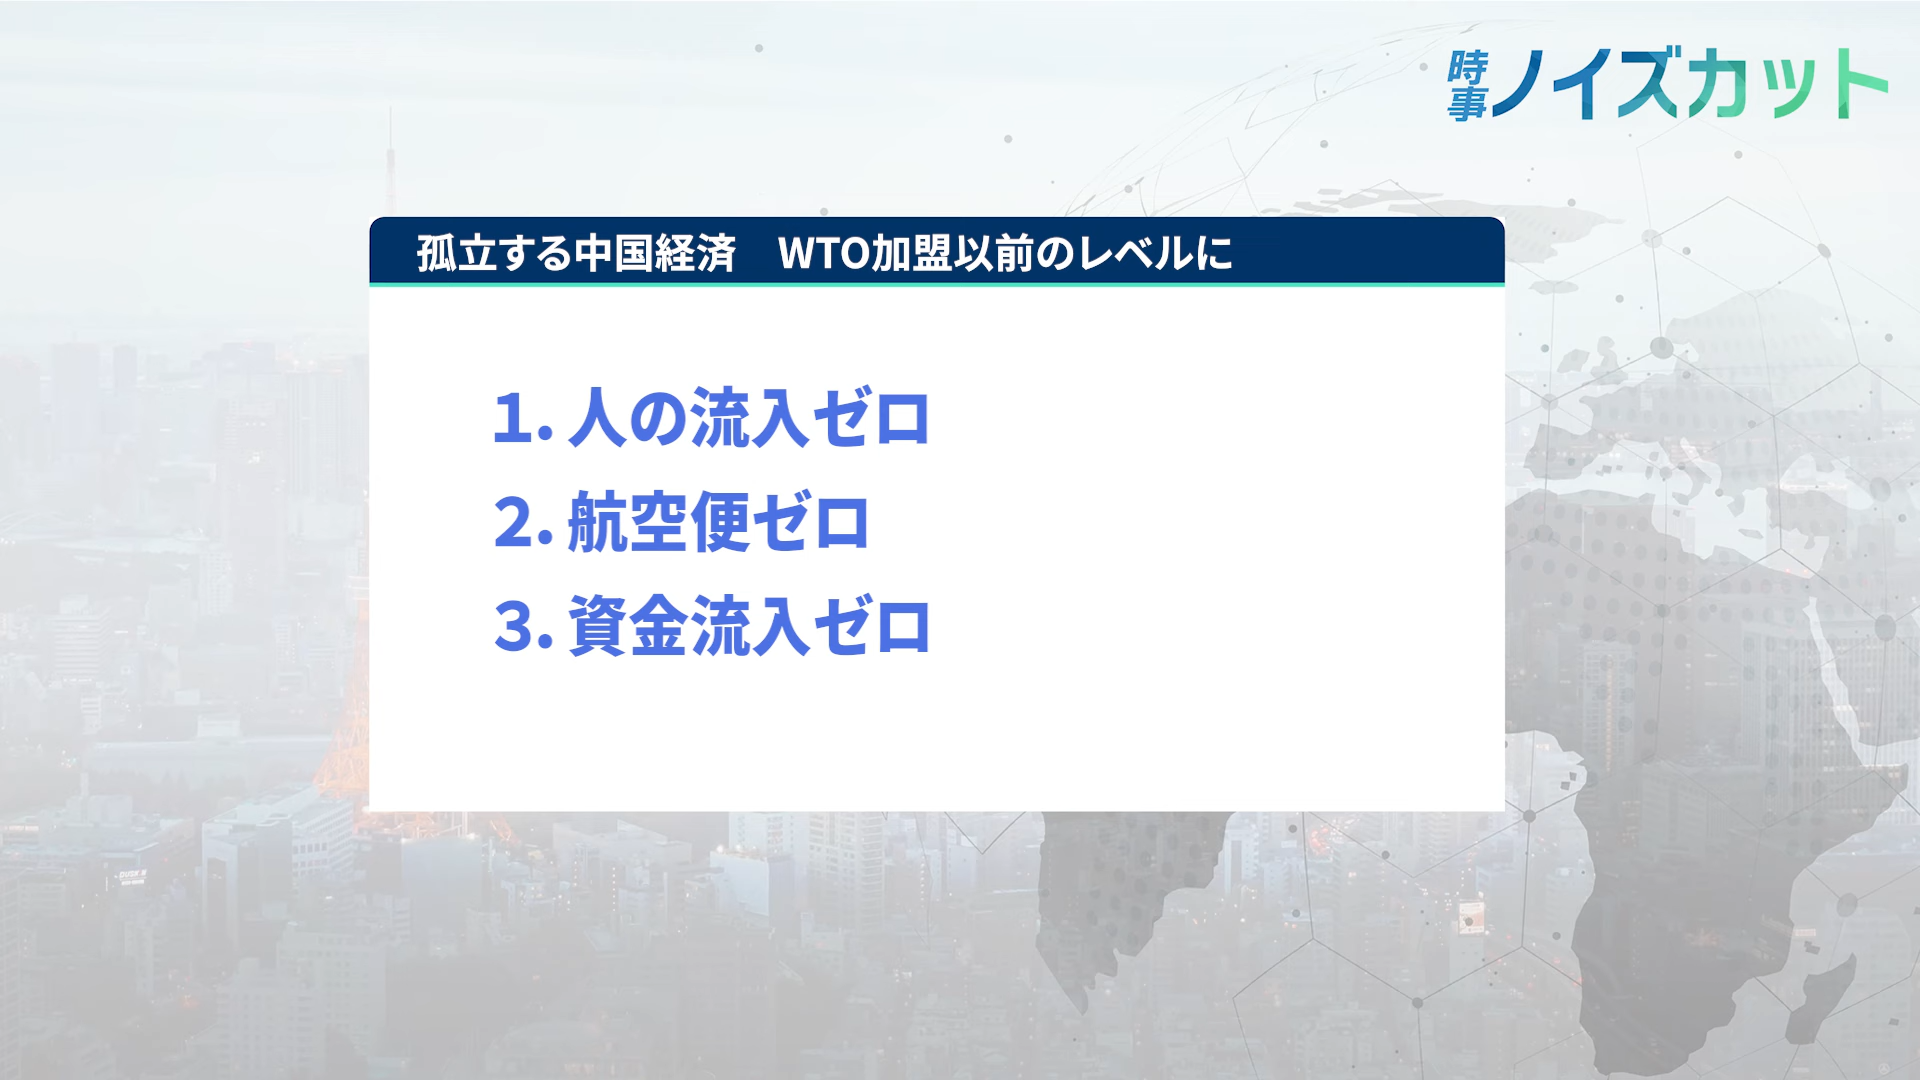 時事ノイズカット
孤立する中国経済　WTO加盟以前のレベルに
1. 人の流入ゼロ
2. 航空便ゼロ
3. 資金流入ゼロ